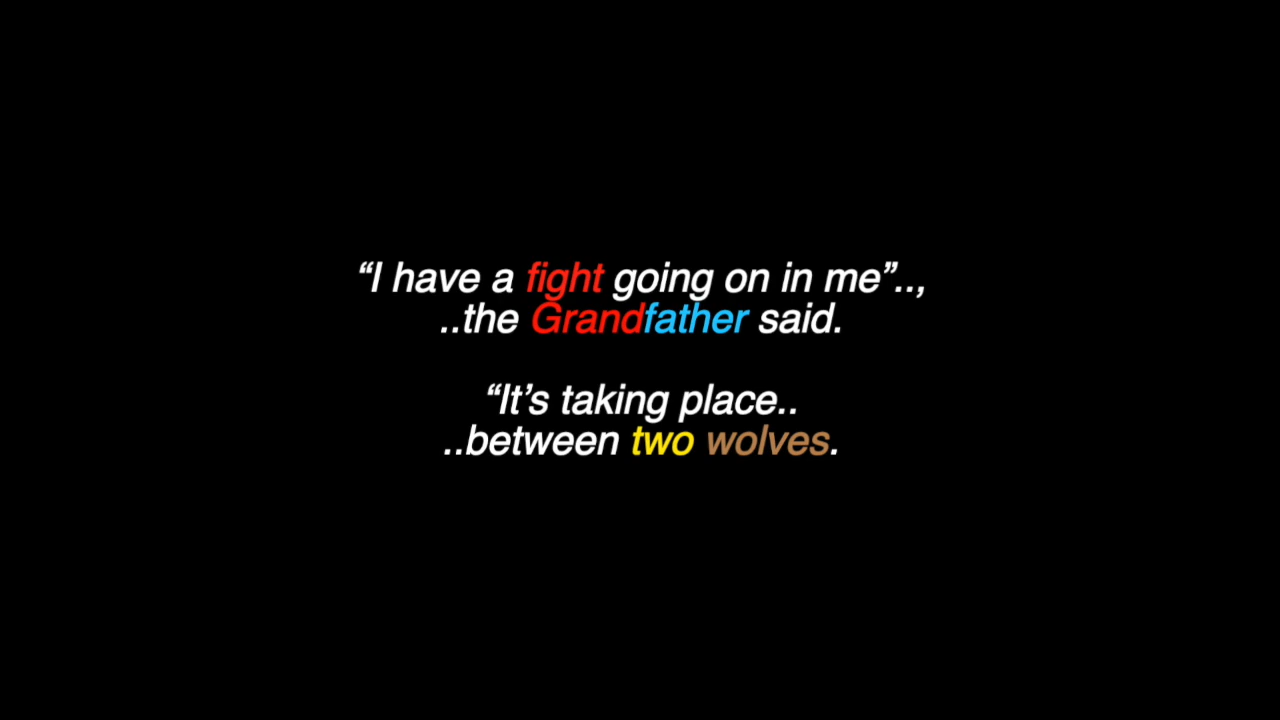 “I have a fight going on in me”..,
..the Grandfather said.
“It’s taking place..
..between two wolves.